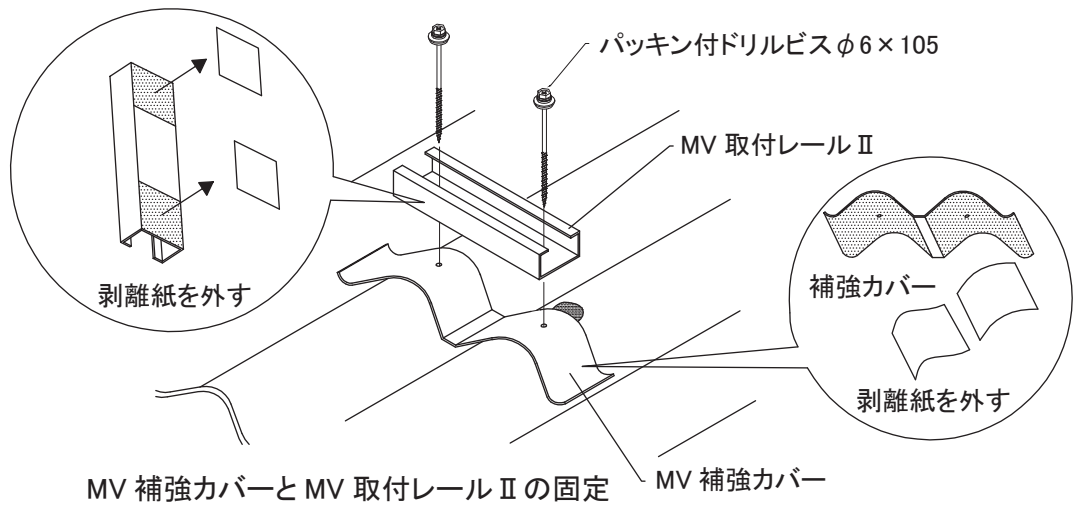 パッキン付ドリルビスφ6×105
MV 取付レールⅡ
剥離紙を外す
補強カバー
剥離紙を外す
MV 補強カバー
MV 補強カバーと MV 取付レールⅡの固定